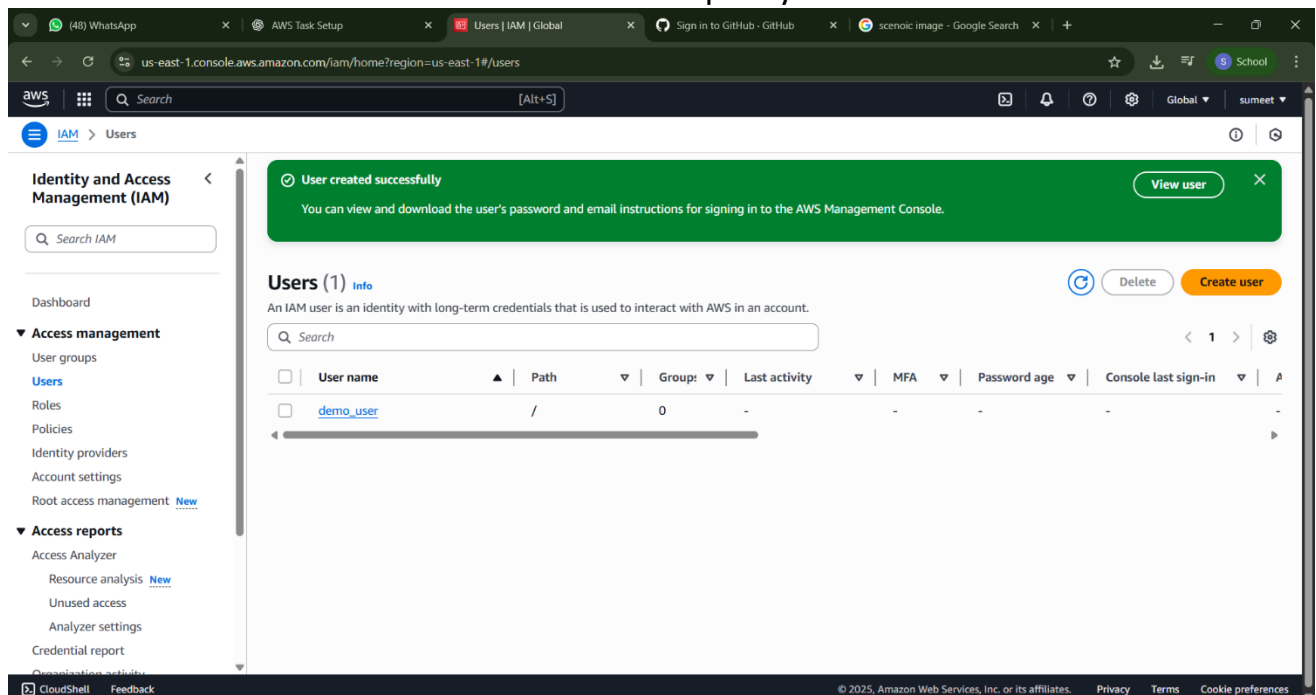 (48) WhatsApp
AWS Task Setup
Users | IAM | Global
Sign in to GitHub · GitHub
scenoic image - Google Search
us-east-1.console.aws.amazon.com/iam/home?region=us-east-1#/users
S School
aws
Search [Alt+S]
Global
sumeet
IAM > Users
Identity and Access Management (IAM)
Search IAM
Dashboard
Access management
User groups
Users
Roles
Policies
Identity providers
Account settings
Root access management New
Access reports
Access Analyzer
Resource analysis New
Unused access
Analyzer settings
Credential report
User created successfully
You can view and download the user's password and email instructions for signing in to the AWS Management Console.
View user
Users (1) Info
An IAM user is an identity with long-term credentials that is used to interact with AWS in an account.
Delete
Create user
Search
1
User name Path Groups Last activity MFA Password age Console last sign-in A
demo_user / 0 - - - - -
CloudShell Feedback © 2025, Amazon Web Services, Inc. or its affiliates. Privacy Terms Cookie preferences